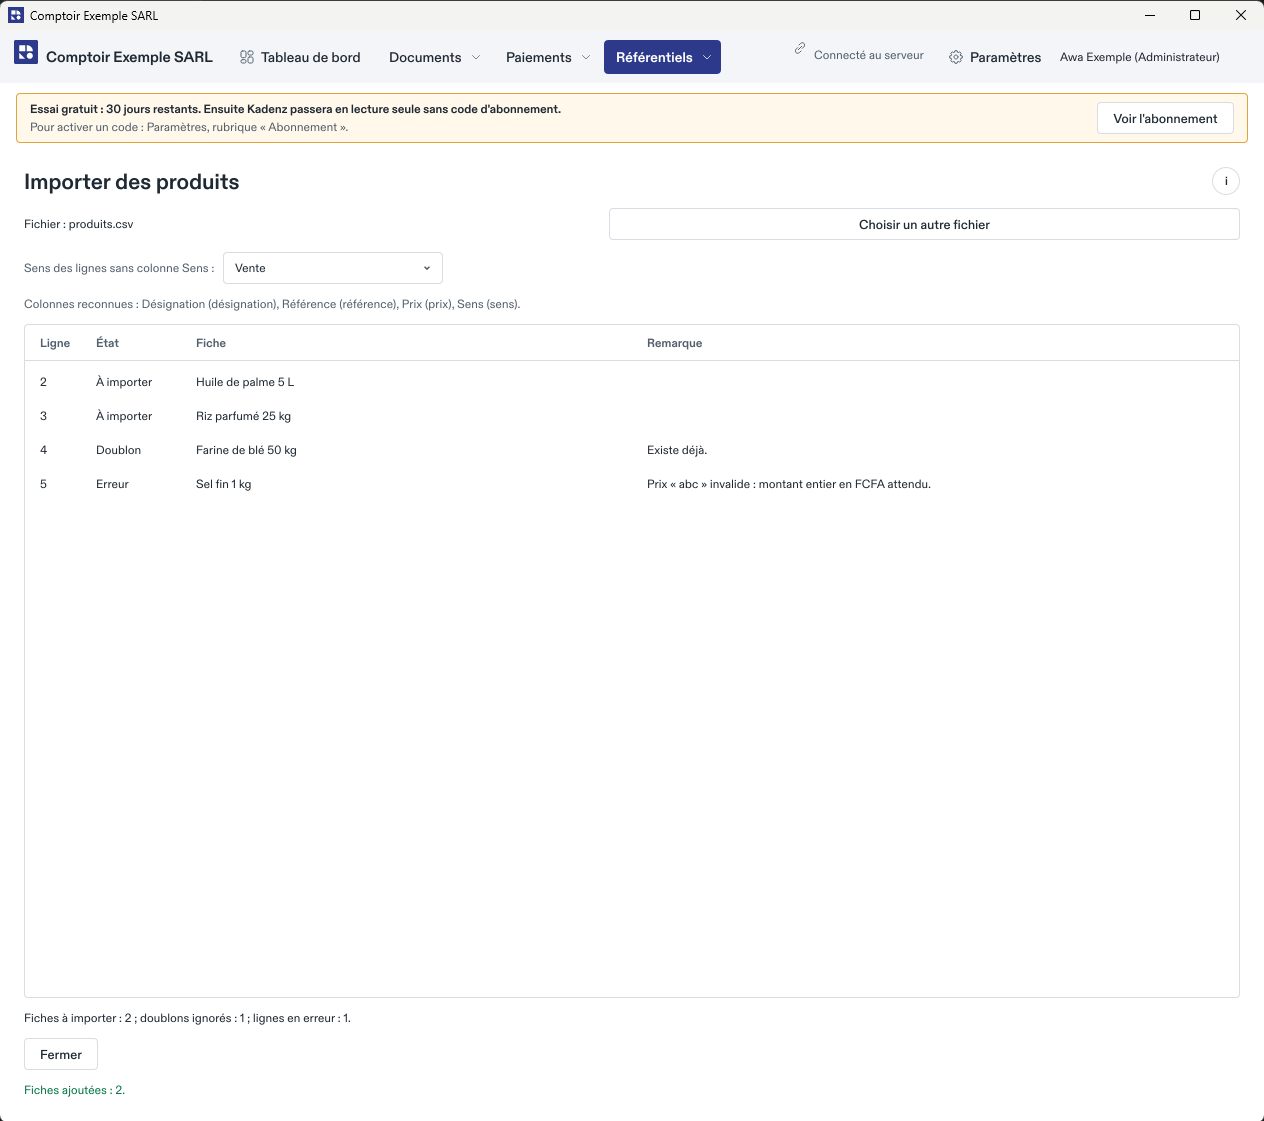 Comptoir Exemple SARL
Comptoir Exemple SARL Tableau de bord Documents Paiements Référentiels Connecté au serveur Paramètres Awa Exemple (Administrateur)
Essai gratuit : 30 jours restants. Ensuite Kadenz passera en lecture seule sans code d'abonnement.
Pour activer un code : Paramètres, rubrique « Abonnement ».
Voir l'abonnement
Importer des produits
i
Fichier : produits.csv
Choisir un autre fichier
Sens des lignes sans colonne Sens : Vente
Colonnes reconnues : Désignation (désignation), Référence (référence), Prix (prix), Sens (sens).
Ligne État Fiche Remarque
2 À importer Huile de palme 5 L
3 À importer Riz parfumé 25 kg
4 Doublon Farine de blé 50 kg Existe déjà.
5 Erreur Sel fin 1 kg Prix « abc » invalide : montant entier en FCFA attendu.
Fiches à importer : 2 ; doublons ignorés : 1 ; lignes en erreur : 1.
Fermer
Fiches ajoutées : 2.